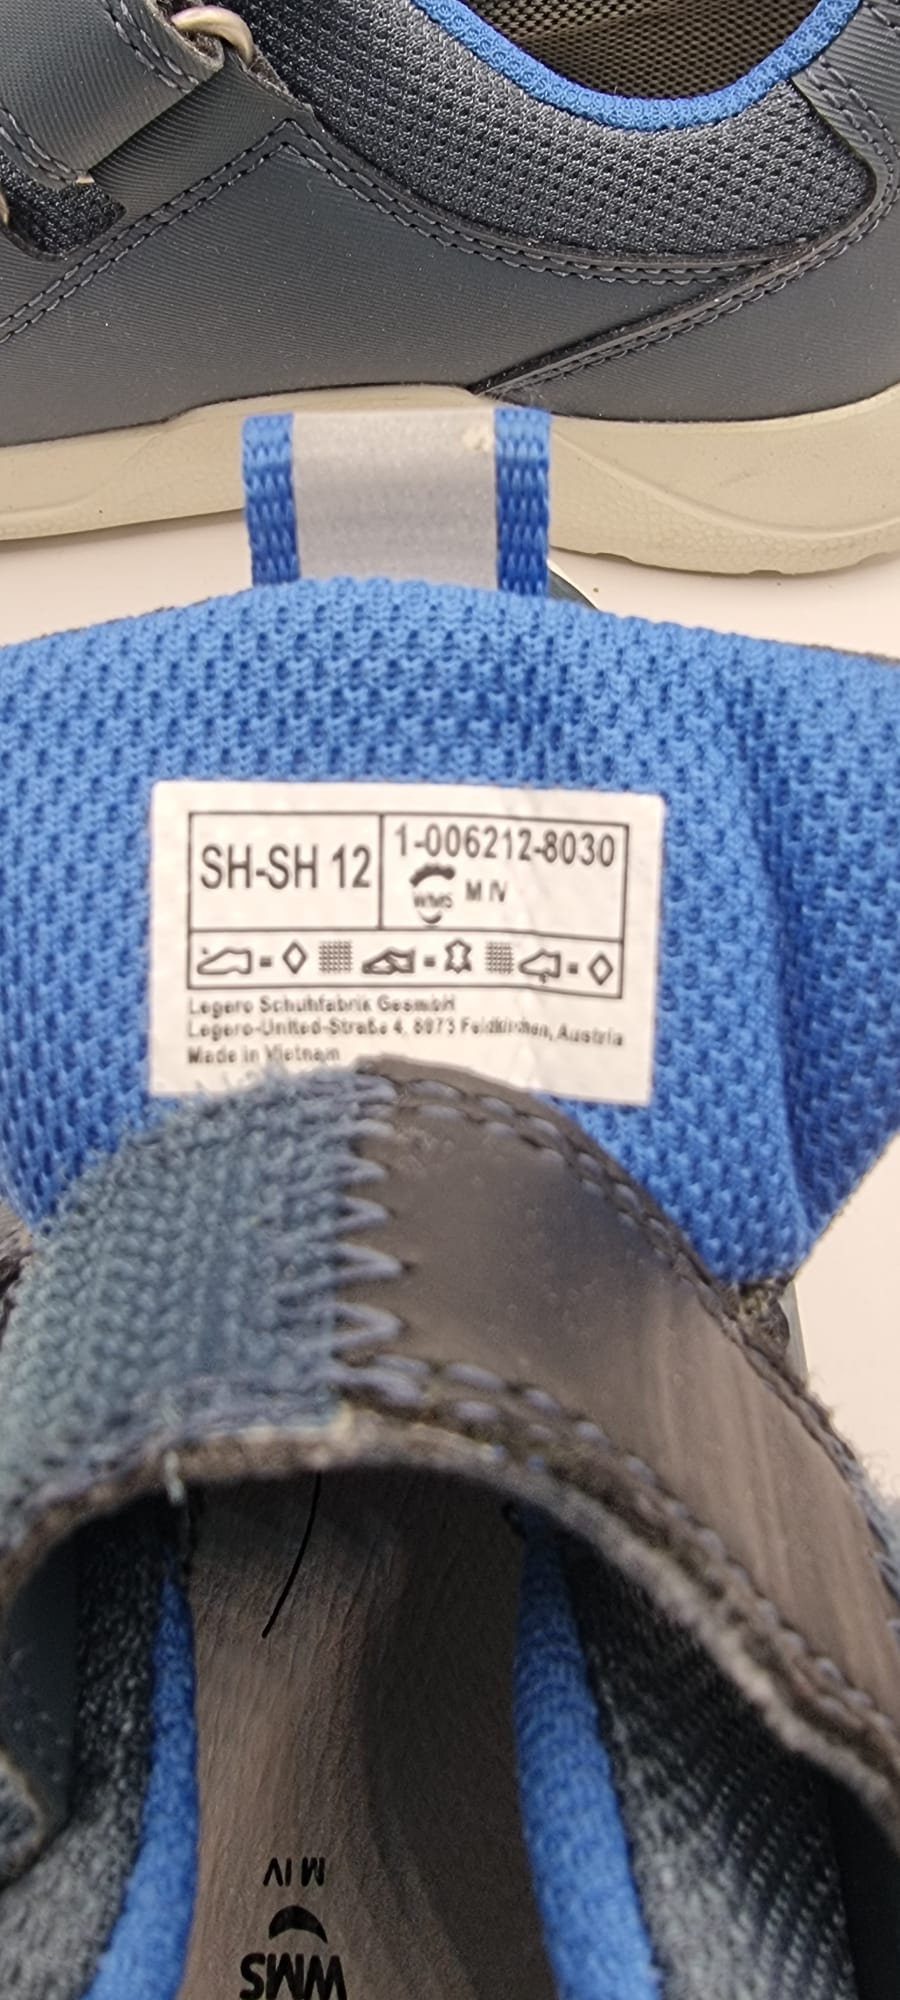 SH-SH 12
1-006212-8030
WMS M IV
Legero Schuhfabrik GesmbH
Legero-United-Straße 4, 8073 Feldkirchen, Austria
Made in Vietnam
M IV
WMS